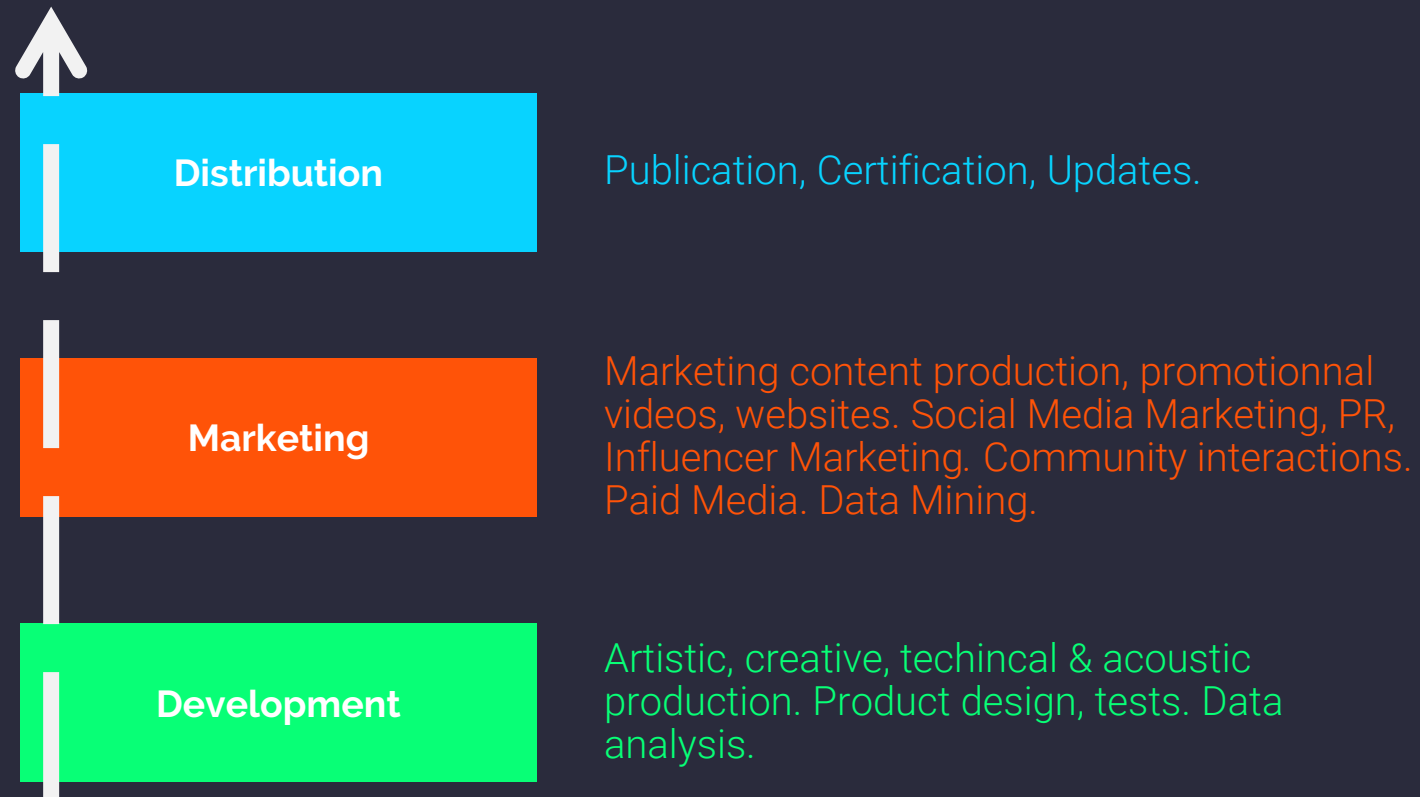 Distribution
Publication, Certification, Updates.
Marketing
Marketing content production, promotionnal
videos, websites. Social Media Marketing, PR,
Influencer Marketing. Community interactions.
Paid Media. Data Mining.
Development
Artistic, creative, techincal & acoustic
production. Product design, tests. Data
analysis.